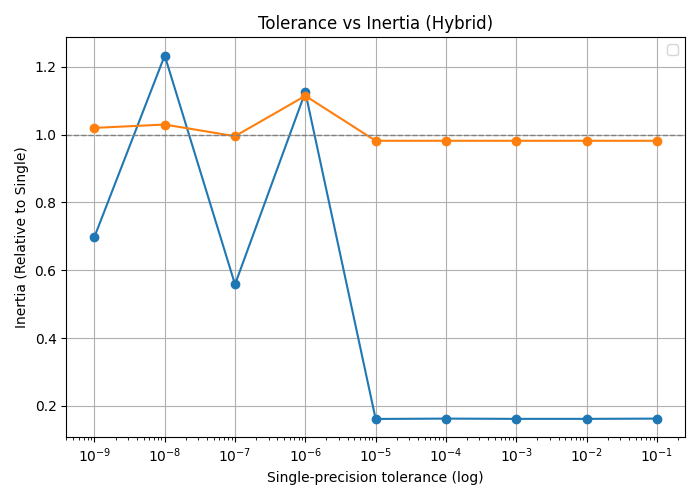 Tolerance vs Inertia (Hybrid)
Inertia (Relative to Single)
1.2
1.0
0.8
0.6
0.4
0.2
10⁻⁹ 10⁻⁸ 10⁻⁷ 10⁻⁶ 10⁻⁵ 10⁻⁴ 10⁻³ 10⁻² 10⁻¹
Single-precision tolerance (log)